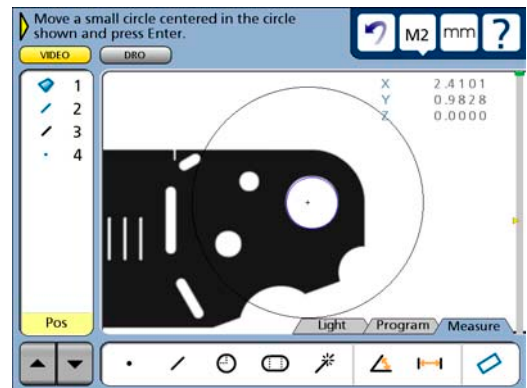 Move a small circle centered in the circle
shown and press Enter.
M2 mm ?
VIDEO DRO
X 2.4101
Y 0.9828
Z 0.0000
1
2
3
4
Pos
Light Program Measure